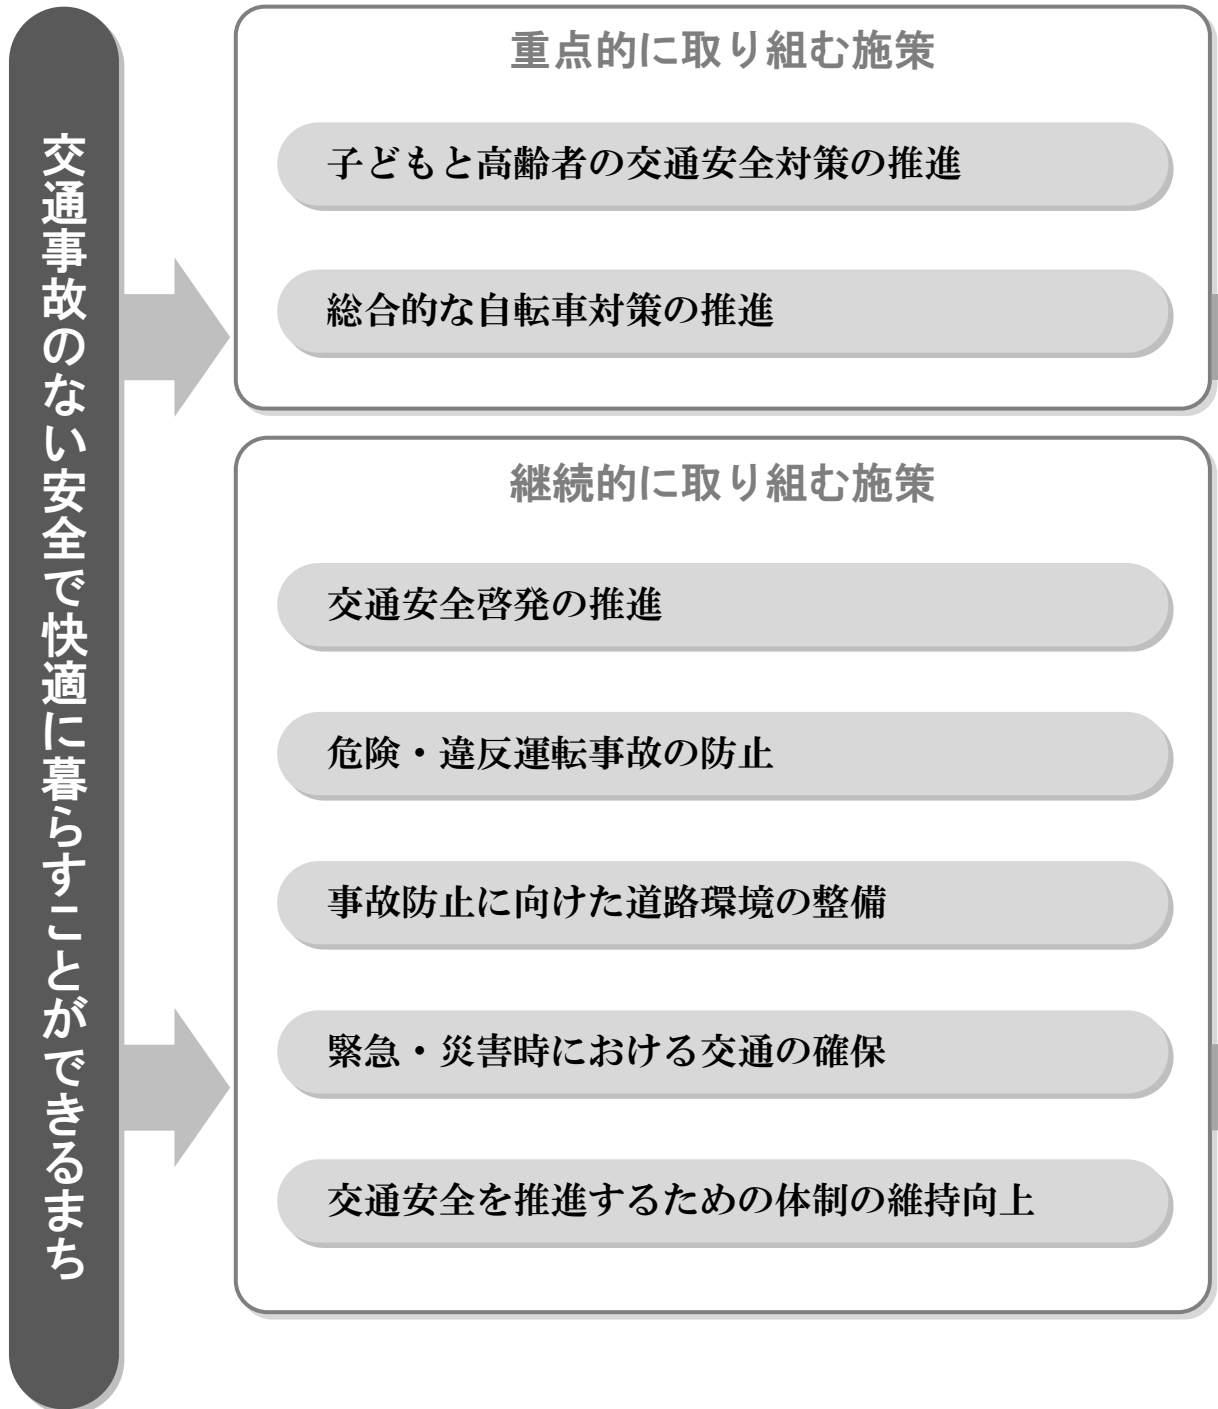 交通事故のない安全で快適に暮らすことができるまち
重点的に取り組む施策
子どもと高齢者の交通安全対策の推進
総合的な自転車対策の推進
継続的に取り組む施策
交通安全啓発の推進
危険・違反運転事故の防止
事故防止に向けた道路環境の整備
緊急・災害時における交通の確保
交通安全を推進するための体制の維持向上